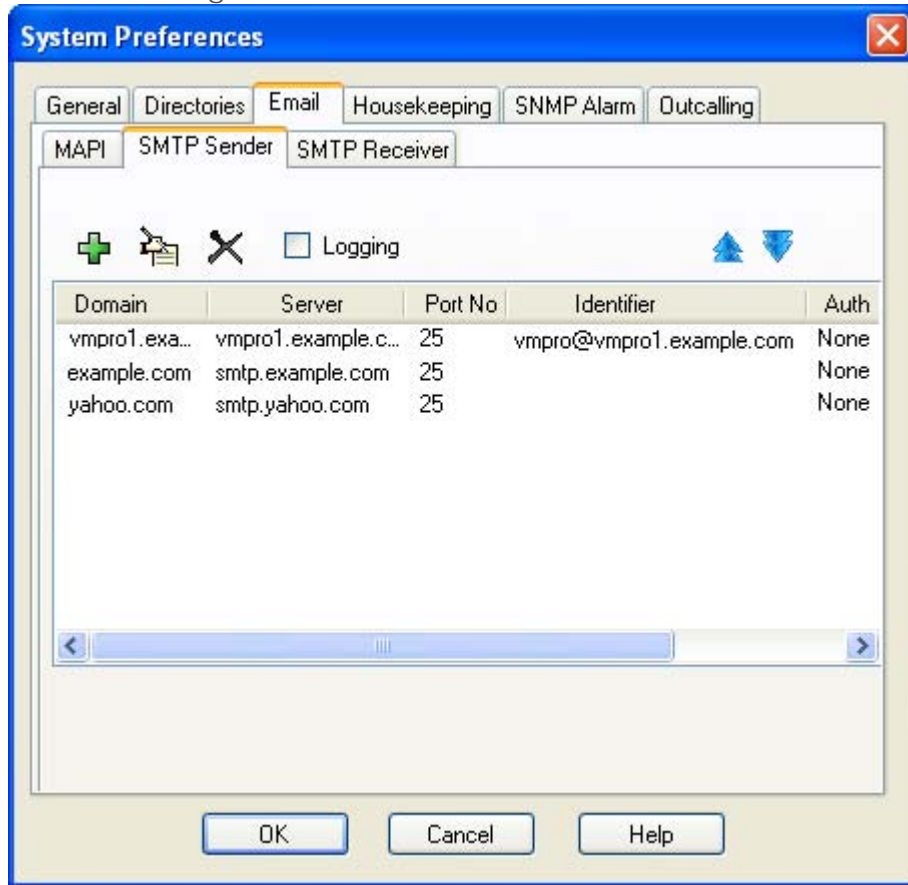 System Preferences
General Directories Email Housekeeping SNMP Alarm Outcalling
MAPI SMTP Sender SMTP Receiver
Logging
Domain Server Port No Identifier Auth
vmpro1.exa... vmpro1.example.c... 25 vmpro@vmpro1.example.com None
example.com smtp.example.com 25 None
yahoo.com smtp.yahoo.com 25 None
OK Cancel Help